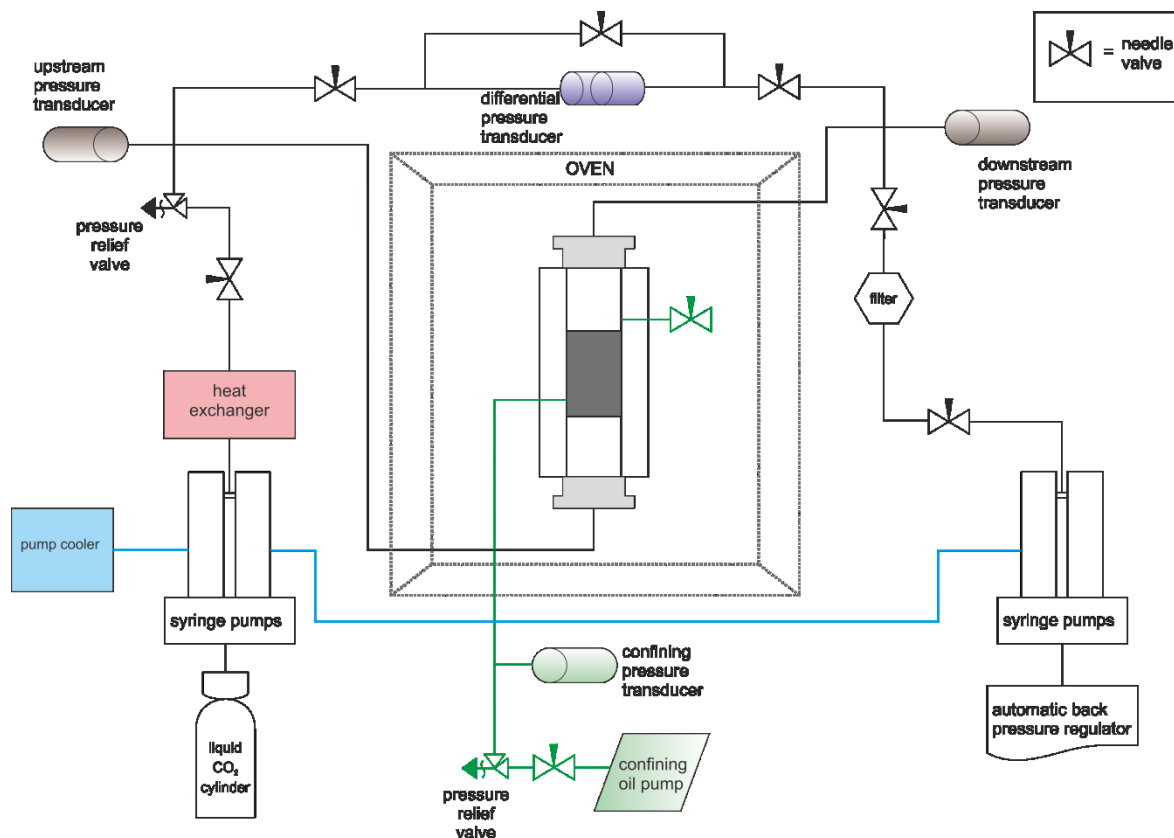 upstream
pressure
transducer
differential
pressure
transducer
= needle
valve
downstream
pressure
transducer
OVEN
pressure
relief
valve
filter
heat
exchanger
pump cooler
syringe pumps
syringe pumps
confining
pressure
transducer
automatic back
pressure regulator
liquid
CO₂
cylinder
confining
oil pump
pressure
relief
valve